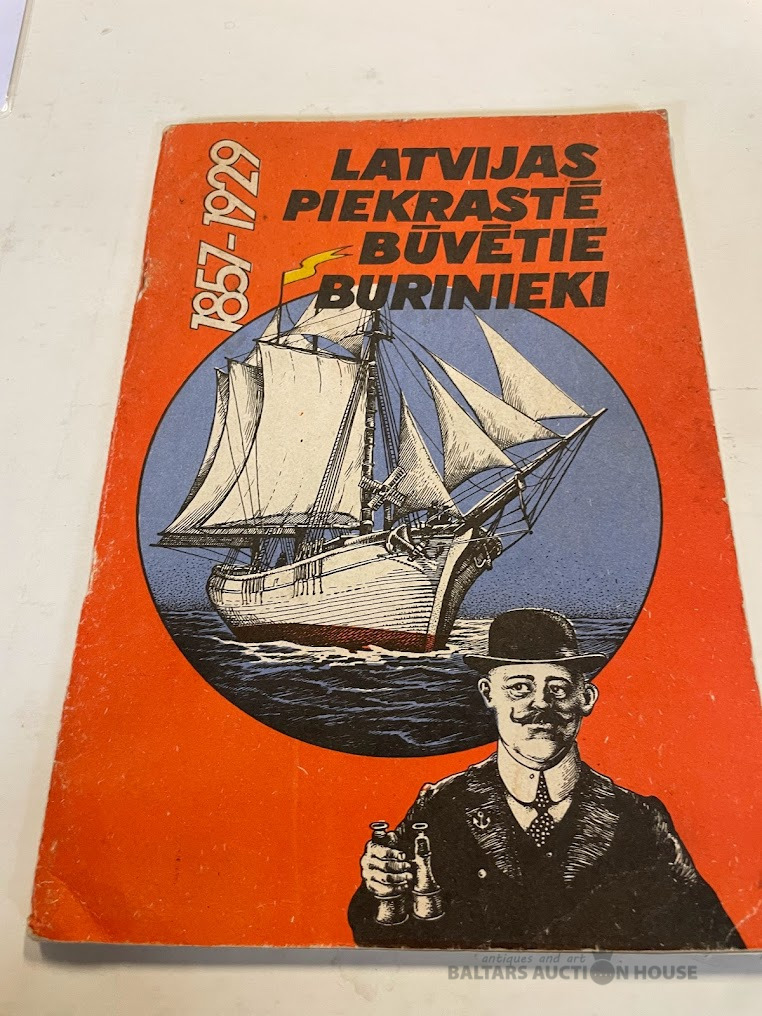 1857-1929
LATVIJAS
PIEKRASTĒ
BŪVĒTIE
BURINIEKI
antiques and art
BALTARS AUCTION HOUSE